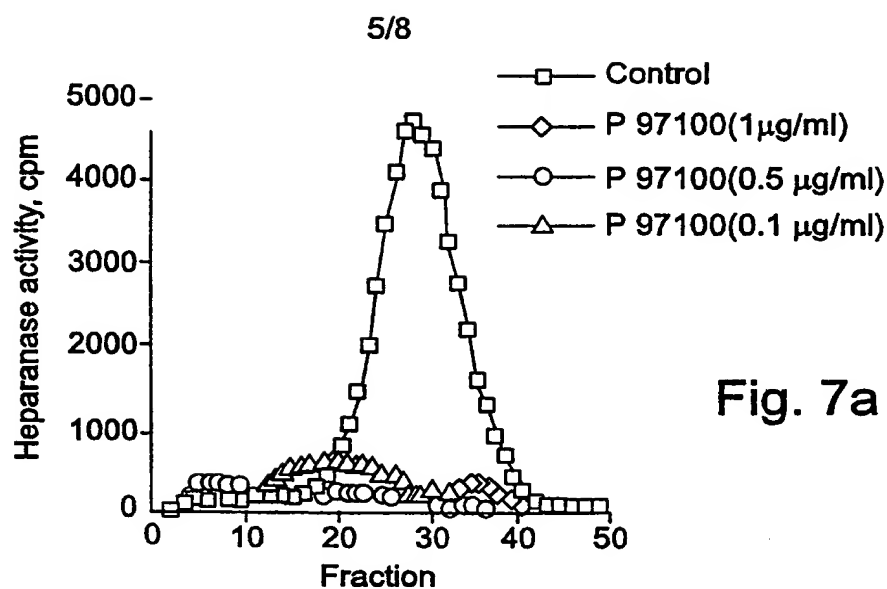 5/8
Control
P 97100(1µg/ml)
P 97100(0.5 µg/ml)
P 97100(0.1 µg/ml)
Heparanase activity, cpm
5000
4000
3000
2000
1000
0
0 10 20 30 40 50
Fraction
Fig. 7a